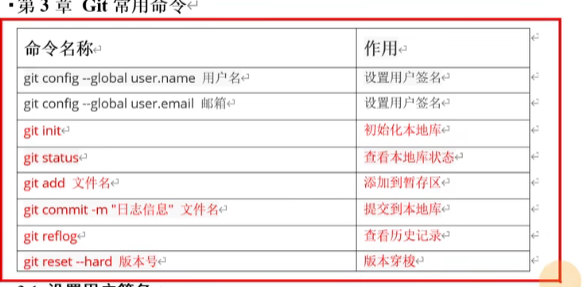 •第 3 章 Git 常用命令
命令名称 作用
git config --global user.name 用户名 设置用户签名
git config --global user.email 邮箱 设置用户签名
git init 初始化本地库
git status 查看本地库状态
git add 文件名 添加到暂存区
git commit -m "日志信息" 文件名 提交到本地库
git reflog 查看历史记录
git reset --hard 版本号 版本穿梭